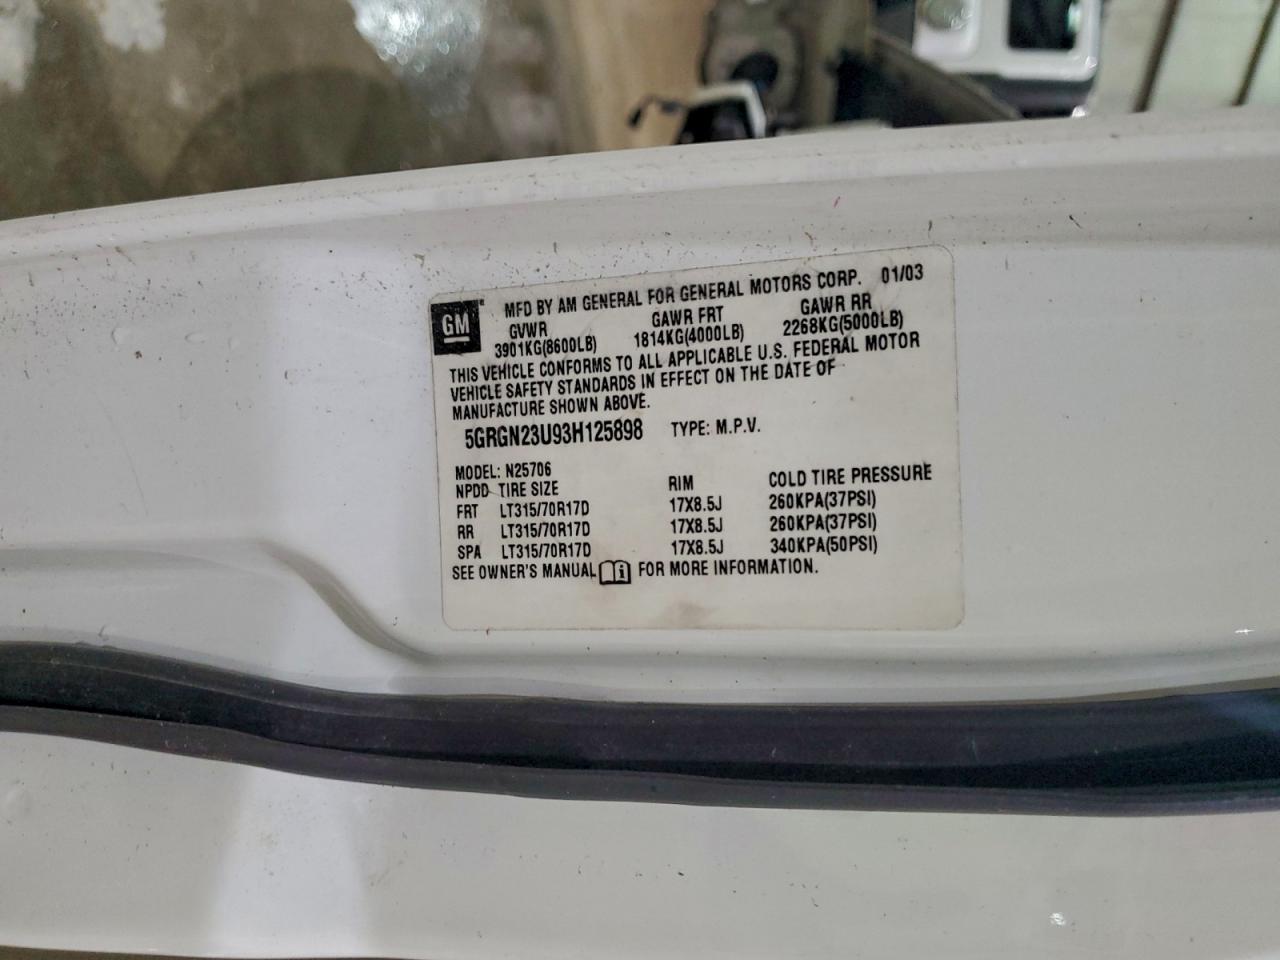 GM MFD BY AM GENERAL FOR GENERAL MOTORS CORP. 01/03
GVWR GAWR FRT GAWR RR
3901KG(8600LB) 1814KG(4000LB) 2268KG(5000LB)
THIS VEHICLE CONFORMS TO ALL APPLICABLE U.S. FEDERAL MOTOR
VEHICLE SAFETY STANDARDS IN EFFECT ON THE DATE OF
MANUFACTURE SHOWN ABOVE.
5GRGN23U93H125898 TYPE: M.P.V.
MODEL: N25706
NPDD TIRE SIZE RIM COLD TIRE PRESSURE
FRT LT315/70R17D 17X8.5J 260KPA(37PSI)
RR LT315/70R17D 17X8.5J 260KPA(37PSI)
SPA LT315/70R17D 17X8.5J 340KPA(50PSI)
SEE OWNER'S MANUAL i FOR MORE INFORMATION.